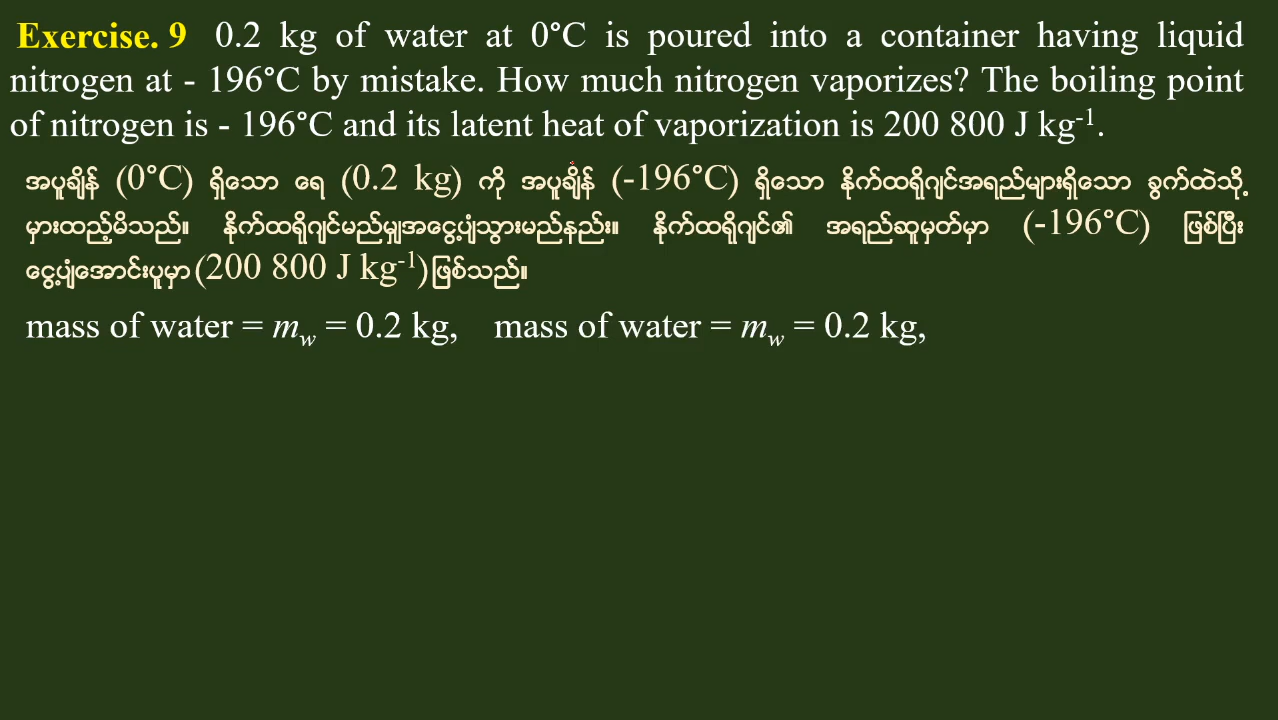 Exercise. 9 0.2 kg of water at 0°C is poured into a container having liquid
nitrogen at - 196°C by mistake. How much nitrogen vaporizes? The boiling point
of nitrogen is - 196°C and its latent heat of vaporization is 200 800 J kg⁻¹.
အပူချိန် (0°C) ရှိသော ရေ (0.2 kg) ကို အပူချိန် (-196°C) ရှိသော နိုက်ထရိုဂျင်အရည်များရှိသော ခွက်ထဲသို့
မှားထည့်မိသည်။ နိုက်ထရိုဂျင်မည်မျှအငွေ့ပျံသွားမည်နည်း။ နိုက်ထရိုဂျင်၏ အရည်ဆူမှတ်မှာ (-196°C) ဖြစ်ပြီး
ငွေ့ပျံအောင်းပူမှာ (200 800 J kg⁻¹) ဖြစ်သည်။
mass of water = m_w = 0.2 kg, mass of water = m_w = 0.2 kg,